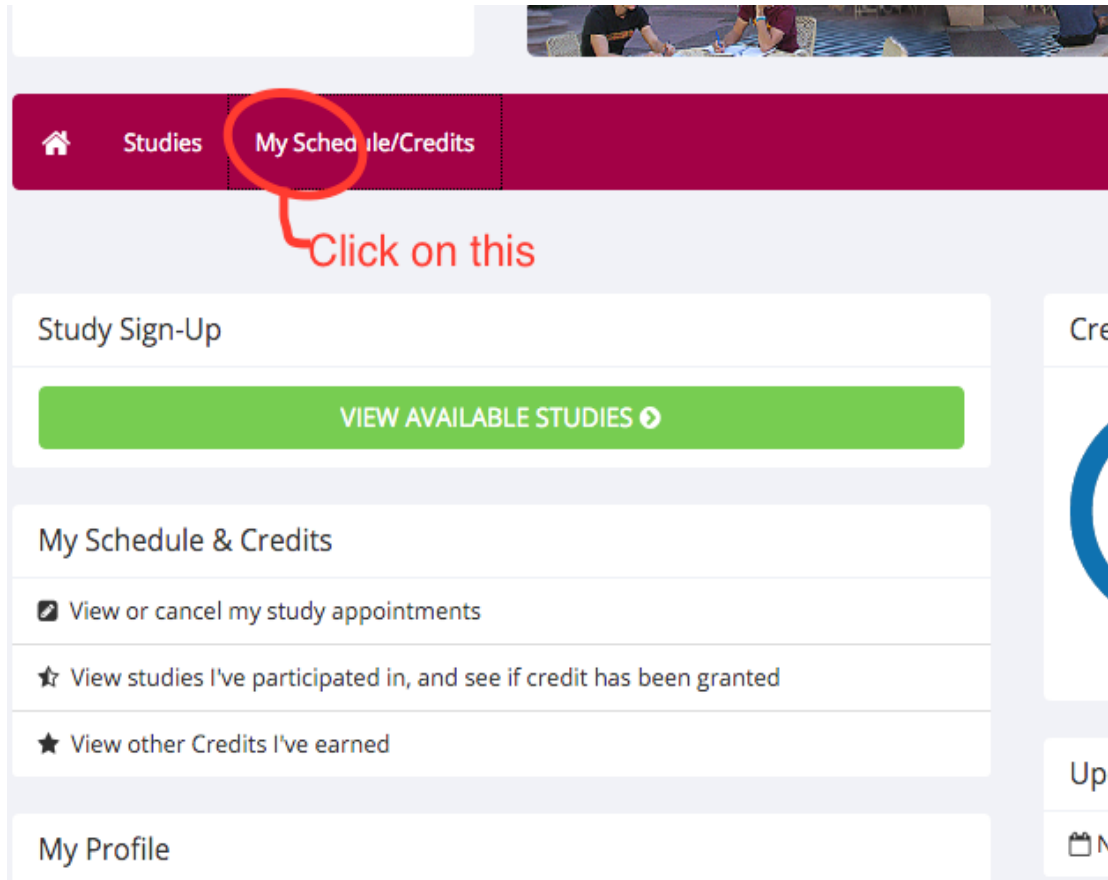 Studies
My Schedule/Credits
Click on this
Study Sign-Up
VIEW AVAILABLE STUDIES
My Schedule & Credits
View or cancel my study appointments
View studies I've participated in, and see if credit has been granted
View other Credits I've earned
My Profile
Cre
Up
N